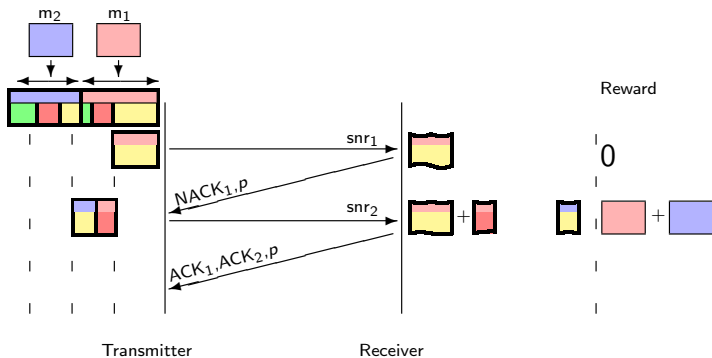 m₂ m₁
Reward
snr₁
0
NACK₁,p
snr₂
+ +
ACK₁,ACK₂,p
Transmitter Receiver